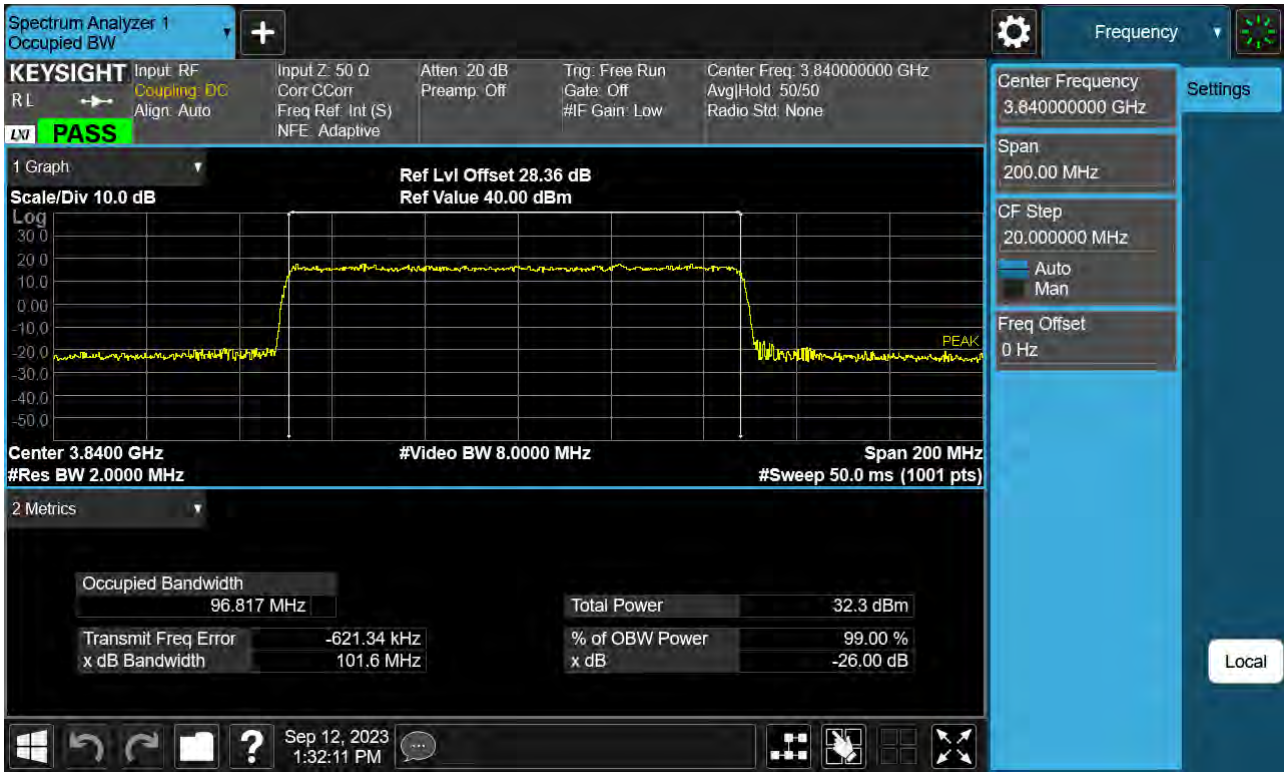 Spectrum Analyzer 1
Occupied BW
+
Frequency
KEYSIGHT
RL
LXI
PASS
Input: RF
Coupling: DC
Align: Auto
Input Z: 50 Ω
Corr CCorr
Freq Ref: Int (S)
NFE: Adaptive
Atten: 20 dB
Preamp: Off
Trig: Free Run
Gate: Off
#IF Gain: Low
Center Freq: 3.840000000 GHz
Avg|Hold: 50/50
Radio Std: None
Center Frequency
3.840000000 GHz
Settings
Span
200.00 MHz
CF Step
20.000000 MHz
Auto
Man
Freq Offset
0 Hz
Local
1 Graph
Scale/Div 10.0 dB
Ref Lvl Offset 28.36 dB
Ref Value 40.00 dBm
Log
30.0
20.0
10.0
0.00
-10.0
-20.0
-30.0
-40.0
-50.0
PEAK
Center 3.8400 GHz
#Res BW 2.0000 MHz
#Video BW 8.0000 MHz
Span 200 MHz
#Sweep 50.0 ms (1001 pts)
2 Metrics
Occupied Bandwidth
96.817 MHz
Transmit Freq Error -621.34 kHz
x dB Bandwidth 101.6 MHz
Total Power 32.3 dBm
% of OBW Power 99.00 %
x dB -26.00 dB
?
Sep 12, 2023
1:32:11 PM